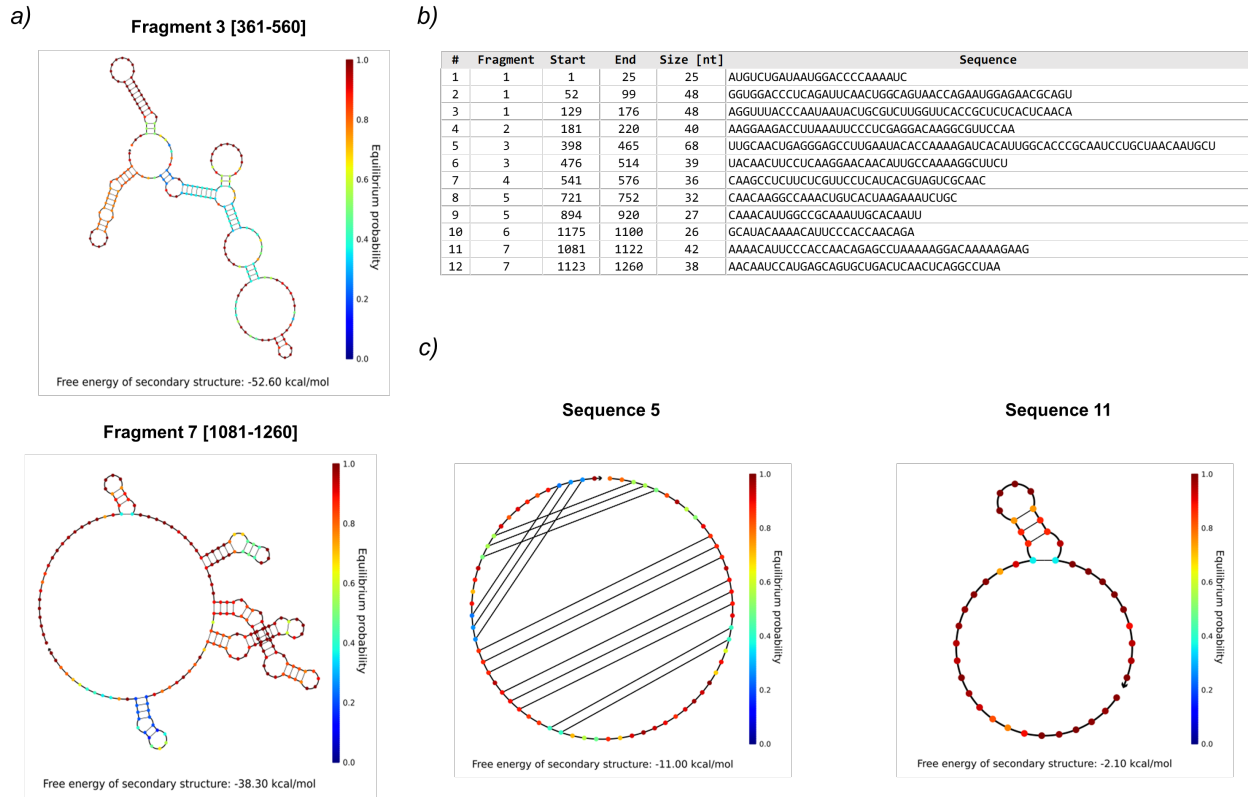 a)
Fragment 3 [361-560]
1.0
0.8
0.6
0.4
0.2
0.0
Equilibrium probability
Free energy of secondary structure: -52.60 kcal/mol
Fragment 7 [1081-1260]
1.0
0.8
0.6
0.4
0.2
0.0
Equilibrium probability
Free energy of secondary structure: -38.30 kcal/mol
b)
# Fragment Start End Size [nt] Sequence
1 1 1 25 25 AUGUCUGAUAAUGGACCCCAAAAUC
2 1 52 99 48 GGUGGACCCUCAGAUUCAACUGGCAGUAACCAGAAUGGAGAACGCAGU
3 1 129 176 48 AGGUUUACCCAAUAAUACUGCGUCUUGGUUCACCGCUCUCACUCAACA
4 2 181 220 40 AAGGAAGACCUUAAAUUCCCUCGAGGACAAGGCGUUCCAA
5 3 398 465 68 UUGCAACUGAGGGAGCCUUGAAUACACCAAAAGAUCACAUUGGCACCCGCAAUCCUGCUAACAAUGCU
6 3 476 514 39 UACAACUUCCUCAAGGAACAACAUUGCCAAAAGGCUUCU
7 4 541 576 36 CAAGCCUCUUCUCGUUCCUCAUCACGUAGUCGCAAC
8 5 721 752 32 CAACAAGGCCAAACUGUCACUAAGAAAUCUGC
9 5 894 920 27 CAAACAUUGGCCGCAAAUUGCACAAUU
10 6 1175 1100 26 GCAUACAAAACAUUCCCACCAACAGA
11 7 1081 1122 42 AAAACAUUCCCACCAACAGAGCCUAAAAAGGACAAAAAGAAG
12 7 1123 1260 38 AACAAUCCAUGAGCAGUGCUGACUCAACUCAGGCCUAA
c)
Sequence 5
1.0
0.8
0.6
0.4
0.2
0.0
Equilibrium probability
Free energy of secondary structure: -11.00 kcal/mol
Sequence 11
1.0
0.8
0.6
0.4
0.2
0.0
Equilibrium probability
Free energy of secondary structure: -2.10 kcal/mol